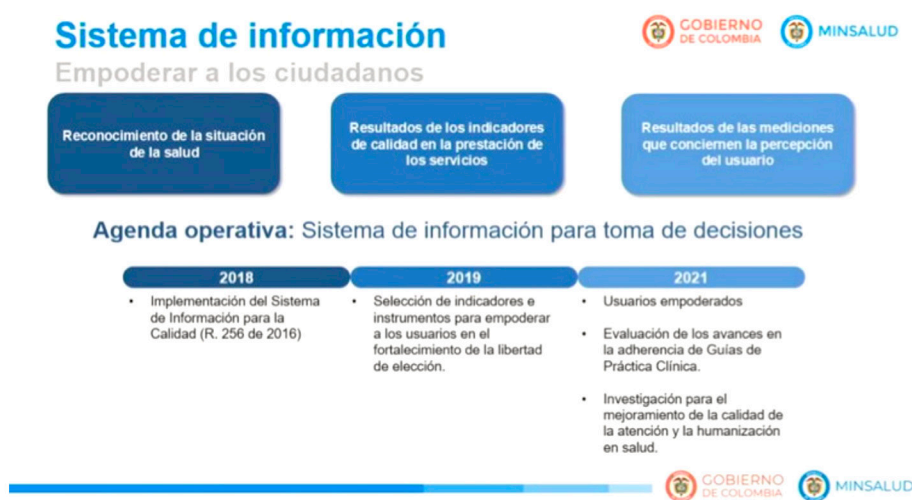 Sistema de información
Empoderar a los ciudadanos
GOBIERNO
DE COLOMBIA
MINSALUD
Reconocimiento de la situación
de la salud
Resultados de los indicadores
de calidad en la prestación de
los servicios
Resultados de las mediciones
que conciernen la percepción
del usuario
Agenda operativa: Sistema de información para toma de decisiones
2018
• Implementación del Sistema
de Información para la
Calidad (R. 256 de 2016)
2019
• Selección de indicadores e
instrumentos para empoderar
a los usuarios en el
fortalecimiento de la libertad
de elección.
2021
• Usuarios empoderados
• Evaluación de los avances en
la adherencia de Guías de
Práctica Clínica.
• Investigación para el
mejoramiento de la calidad de
la atención y la humanización
en salud.
GOBIERNO
DE COLOMBIA
MINSALUD